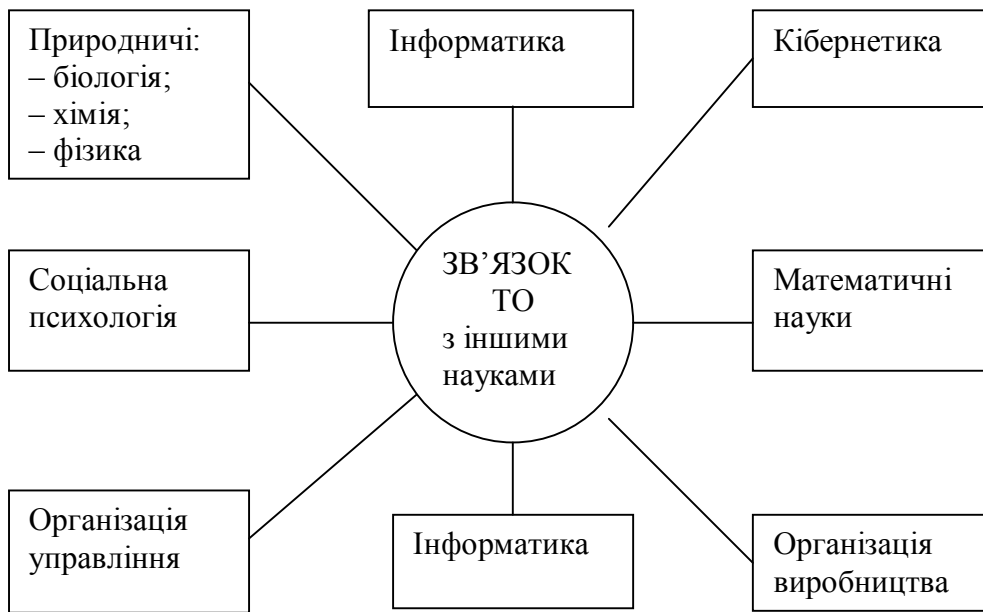 Природничі:
– біологія;
– хімія;
– фізика
Інформатика
Кібернетика
Соціальна
психологія
ЗВ’ЯЗОК
ТО
з іншими
науками
Математичні
науки
Організація
управління
Інформатика
Організація
виробництва